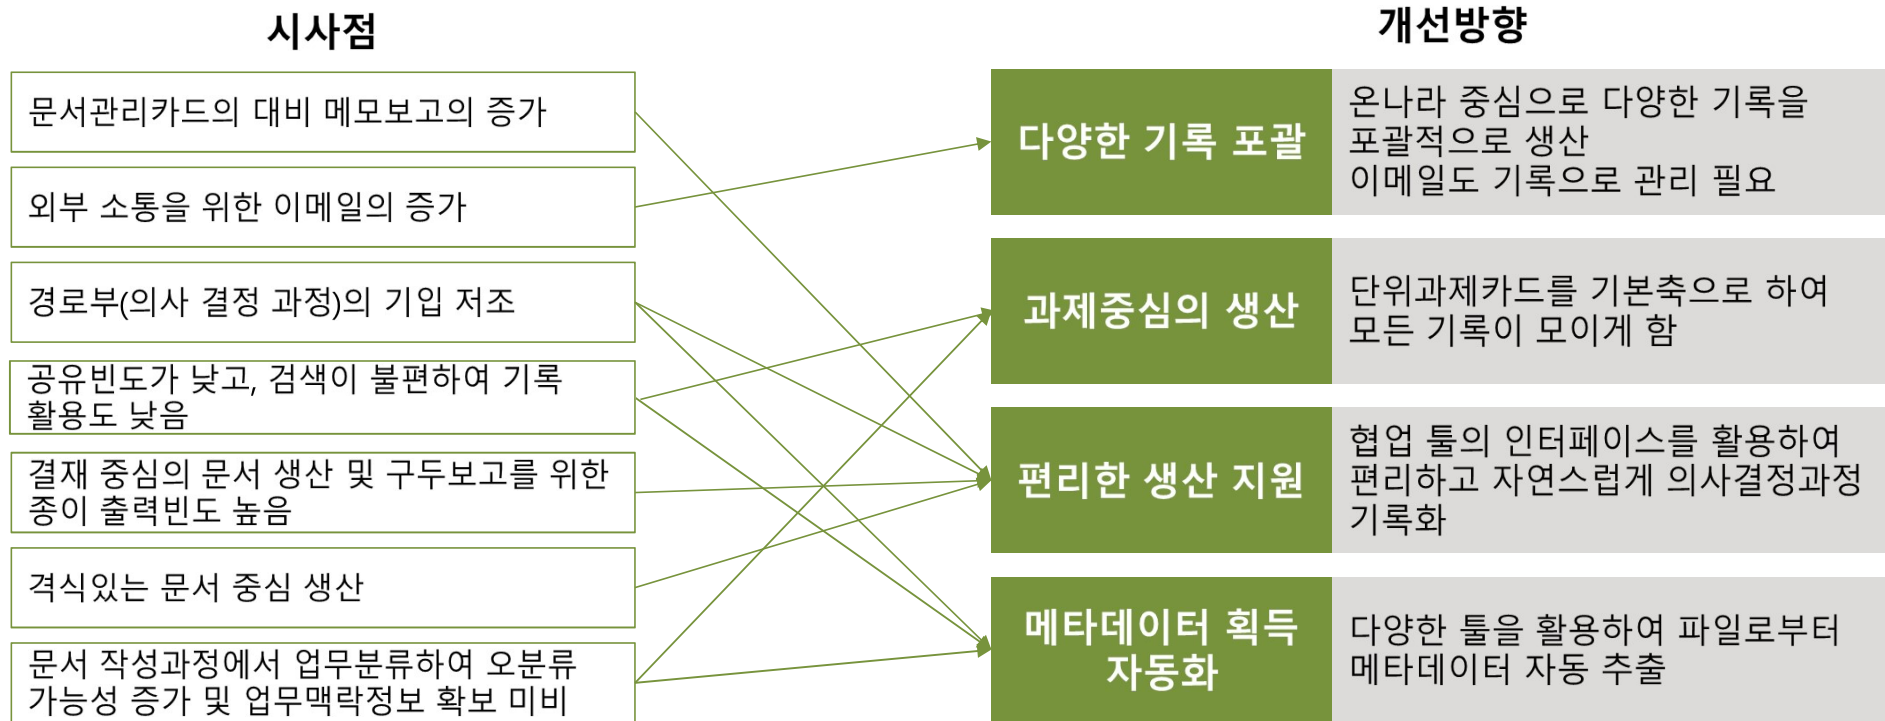 시사점
문서관리카드의 대비 메모보고의 증가
외부 소통을 위한 이메일의 증가
경로부(의사 결정 과정)의 기입 저조
공유빈도가 낮고, 검색이 불편하여 기록
활용도 낮음
결재 중심의 문서 생산 및 구두보고를 위한
종이 출력빈도 높음
격식있는 문서 중심 생산
문서 작성과정에서 업무분류하여 오분류
가능성 증가 및 업무맥락정보 확보 미비
개선방향
다양한 기록 포괄
온나라 중심으로 다양한 기록을
포괄적으로 생산
이메일도 기록으로 관리 필요
과제중심의 생산
단위과제카드를 기본축으로 하여
모든 기록이 모이게 함
편리한 생산 지원
협업 툴의 인터페이스를 활용하여
편리하고 자연스럽게 의사결정과정
기록화
메타데이터 획득
자동화
다양한 툴을 활용하여 파일로부터
메타데이터 자동 추출